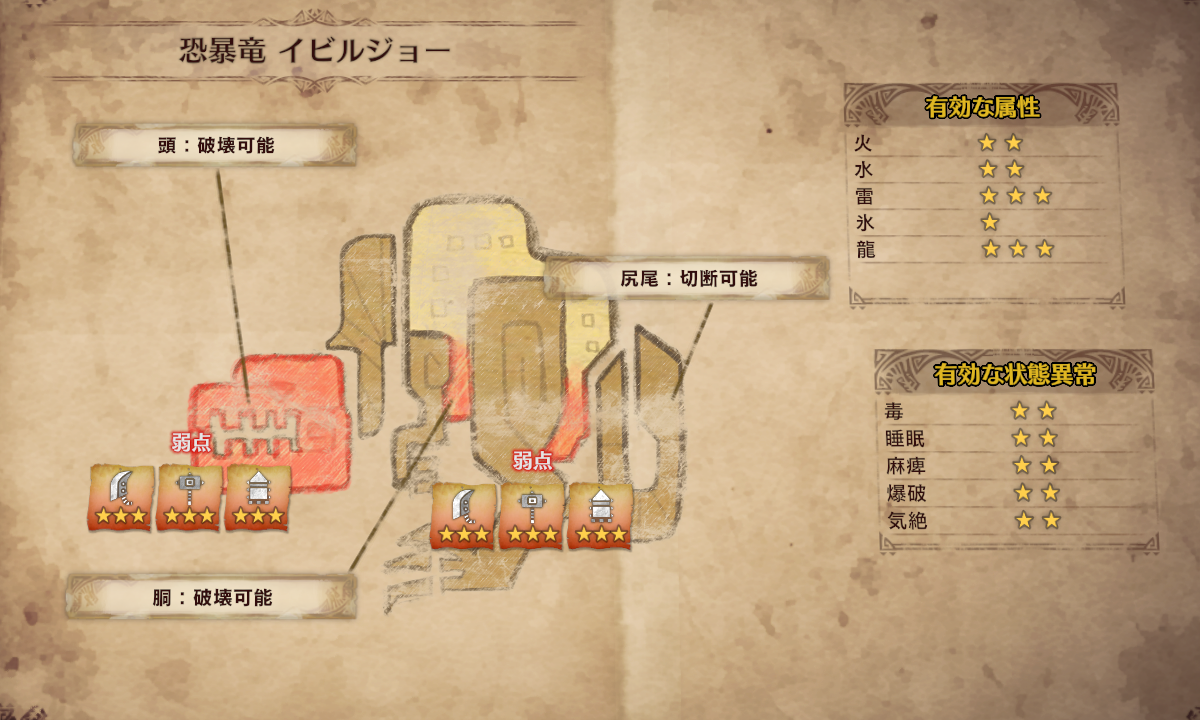 恐暴竜 イビルジョー
頭：破壊可能
尻尾：切断可能
弱点
弱点
胴：破壊可能
有効な属性
火 ★★
水 ★★
雷 ★★★
氷 ★
龍 ★★★
有効な状態異常
毒 ★★
睡眠 ★★
麻痺 ★★
爆破 ★★
気絶 ★★